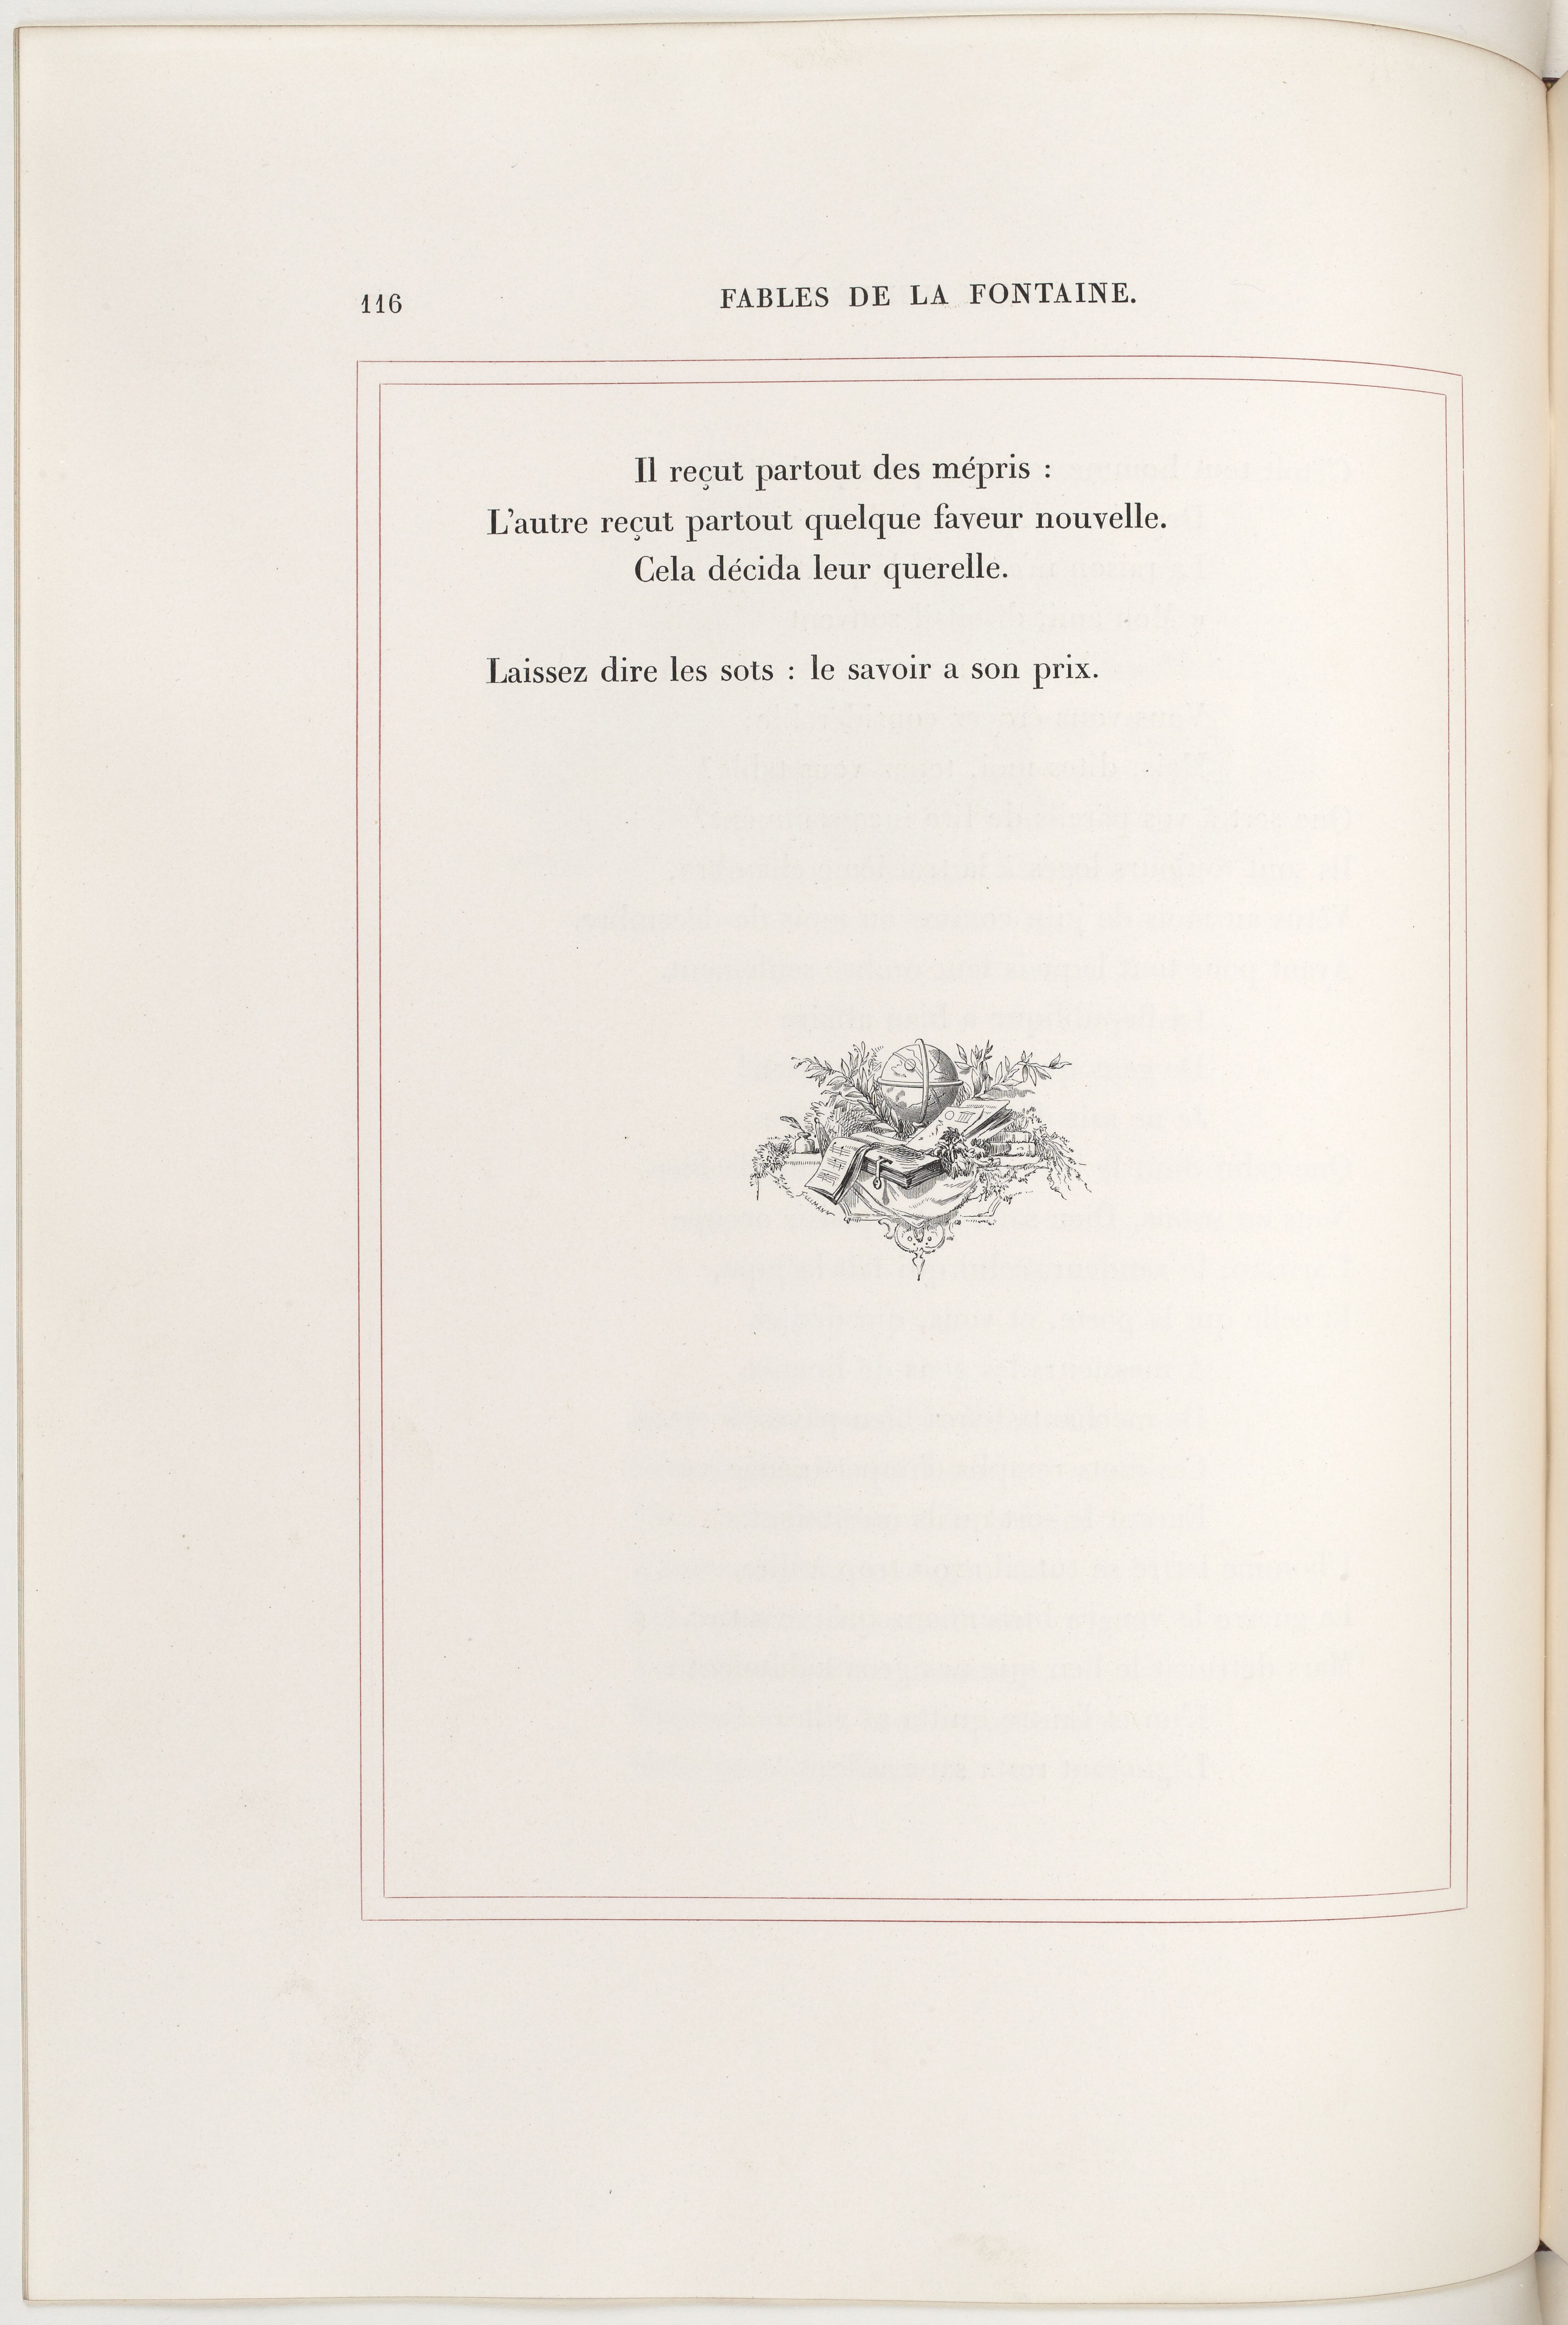 116
FABLES DE LA FONTAINE.
Il reçut partout des mépris :
L'autre reçut partout quelque faveur nouvelle.
Cela décida leur querelle.
Laissez dire les sots : le savoir a son prix.